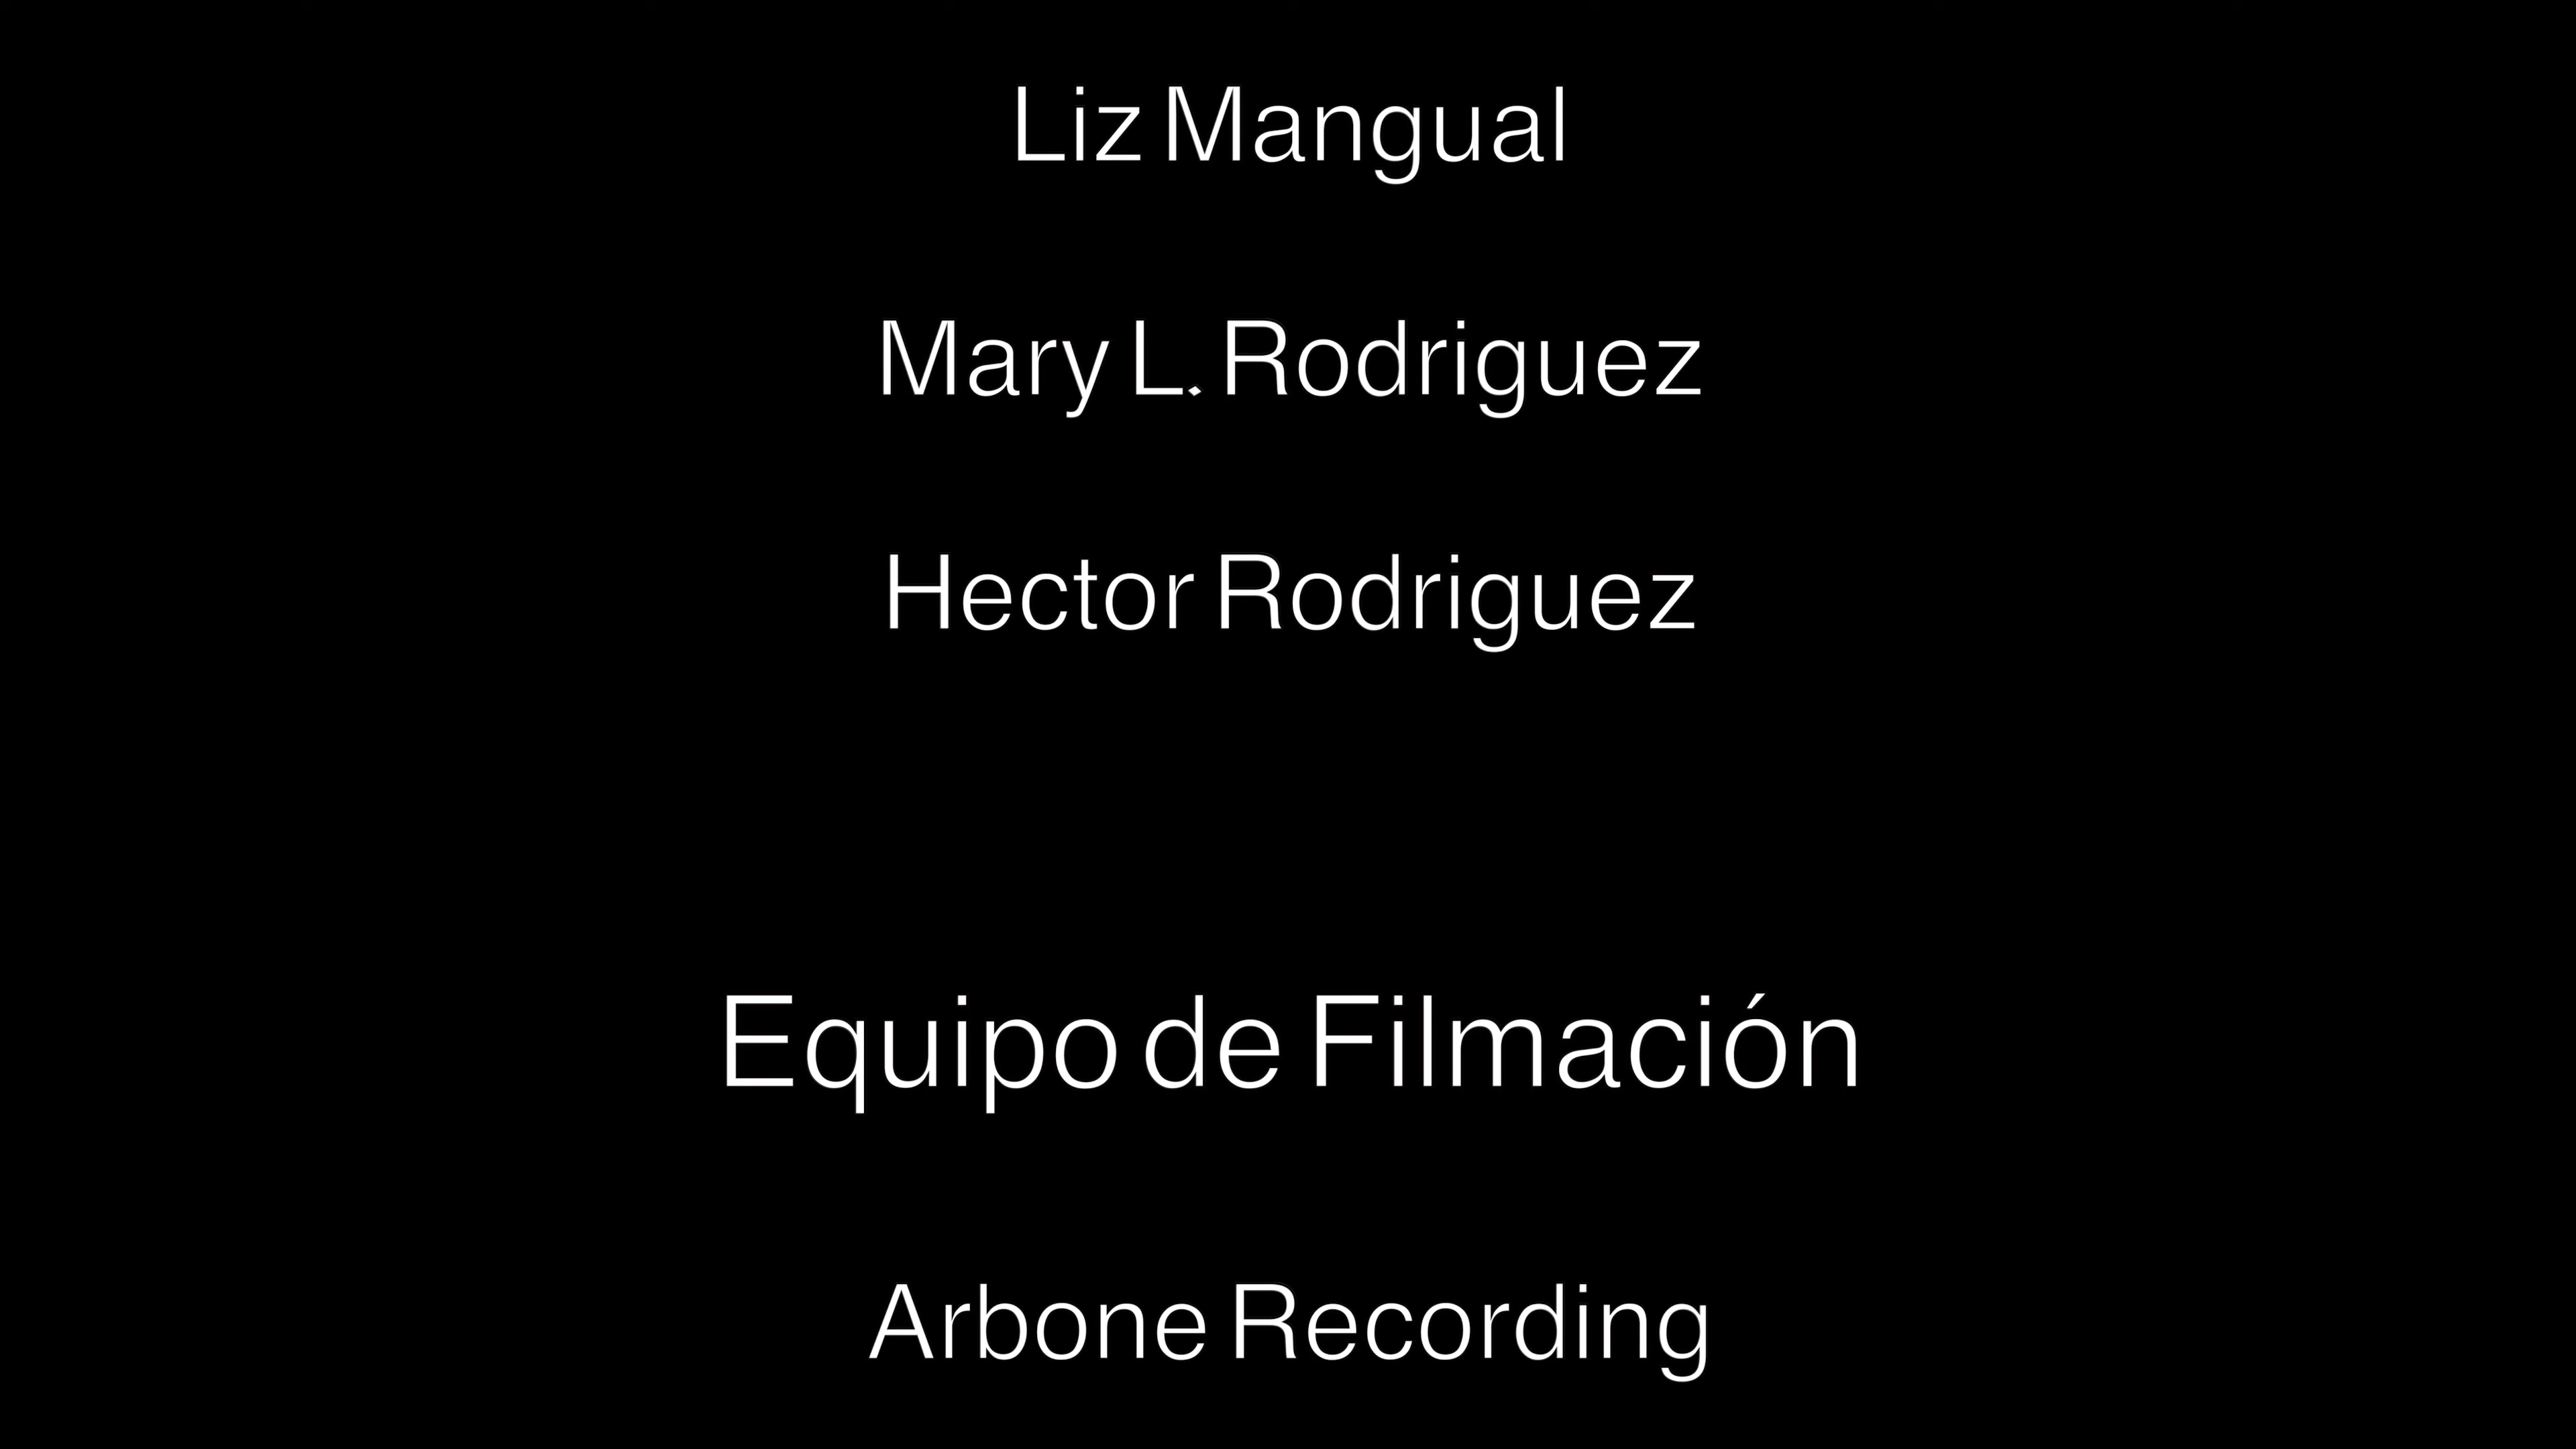 Liz Mangual
Mary L. Rodriguez
Hector Rodriguez
Equipo de Filmación
Arbone Recording